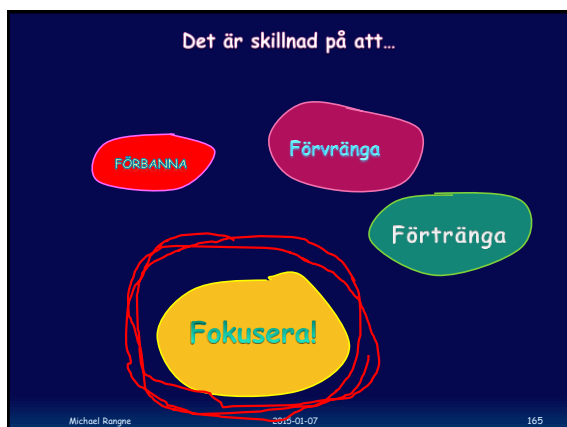 Det är skillnad på att…
FÖRBANNA
Förvränga
Förtränga
Fokusera!
Michael Rangne
2015-01-07
165